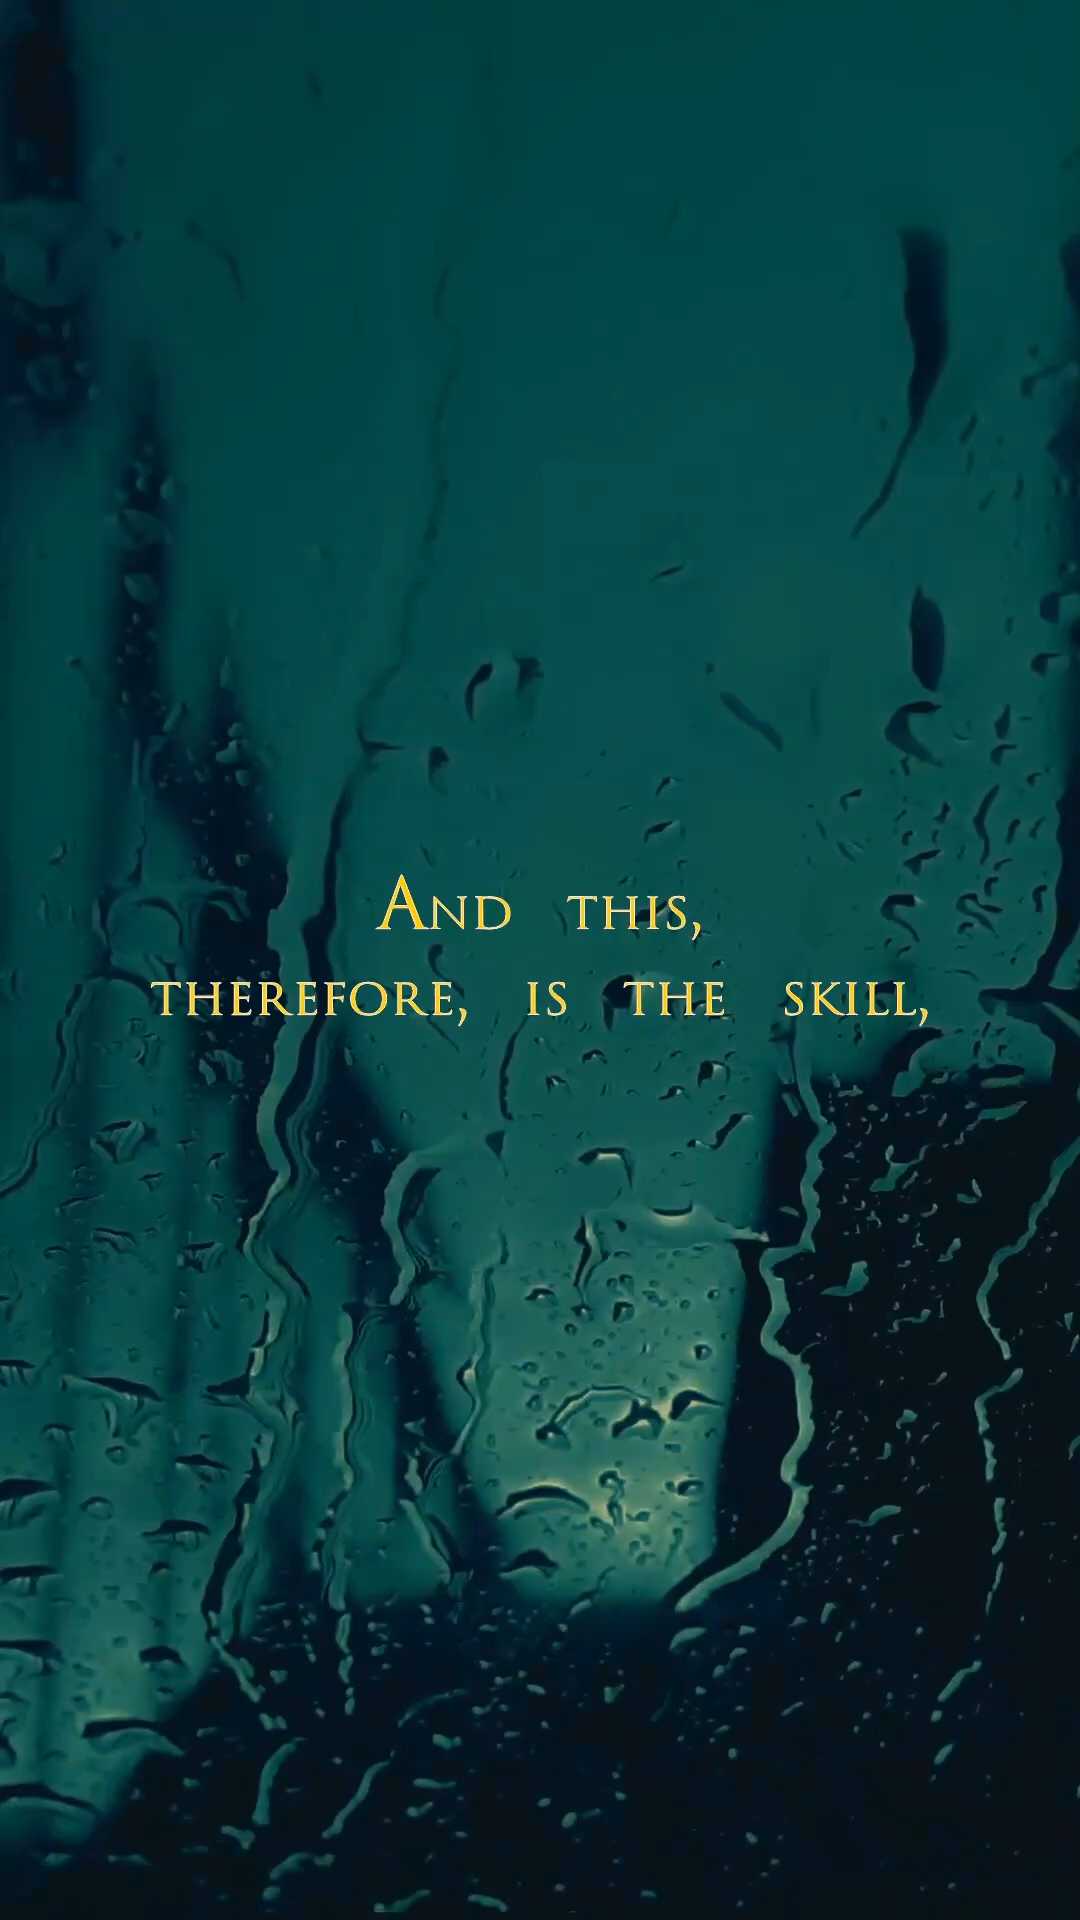 And this,
therefore, is the skill,